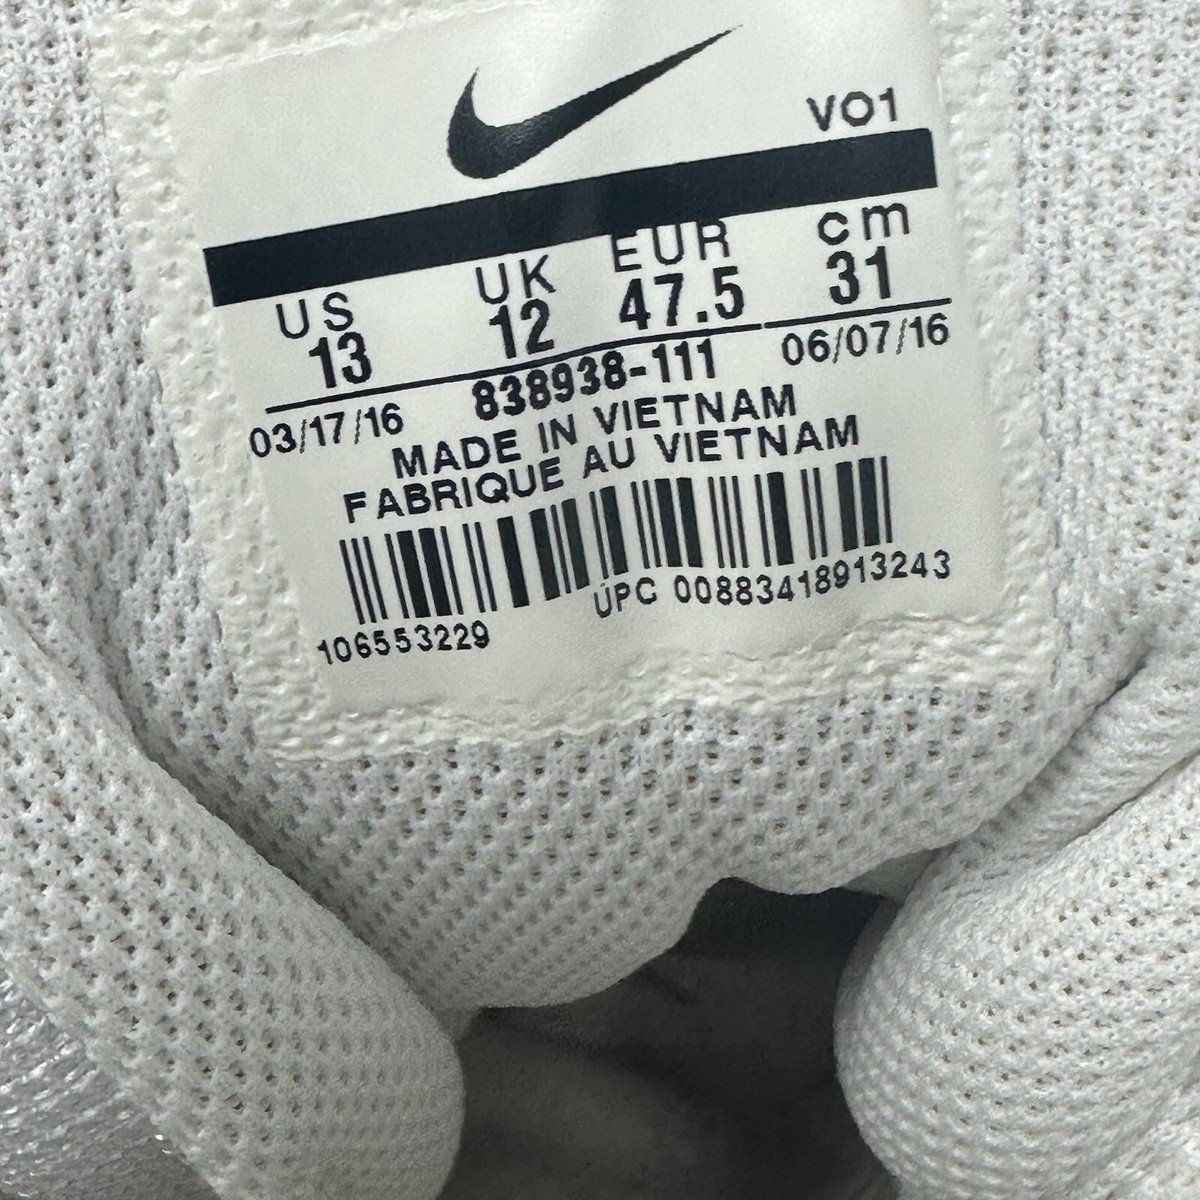 VO1
US UK EUR cm
13 12 47.5 31
03/17/16 838938-111 06/07/16
MADE IN VIETNAM
FABRIQUE AU VIETNAM
106553229 UPC 00883418913243